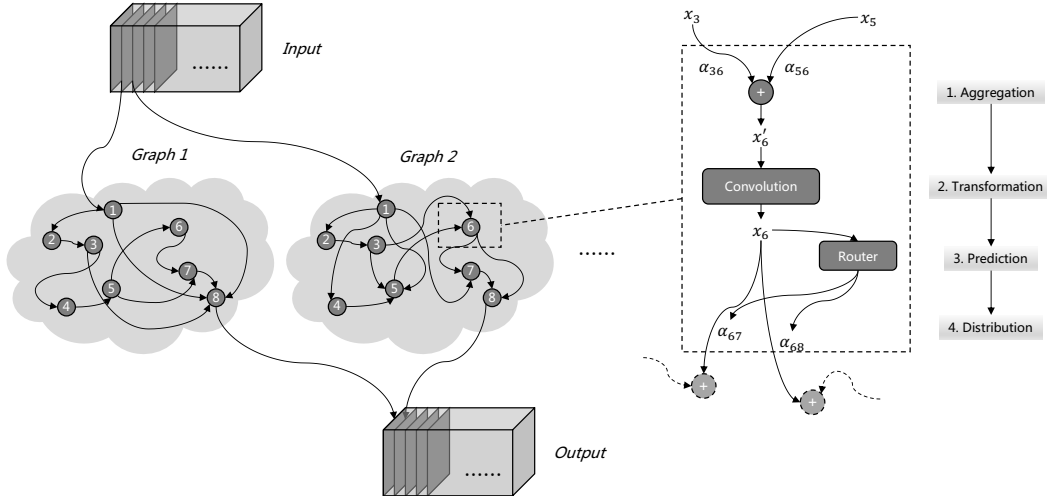 Input
......
Graph 1
1
2
3
4
5
6
7
8
Graph 2
1
2
3
4
5
6
7
8
......
Output
......
x₃
x₅
α₃₆
α₅₆
+
x₆′
Convolution
x₆
Router
α₆₇
α₆₈
+
+
1. Aggregation
2. Transformation
3. Prediction
4. Distribution